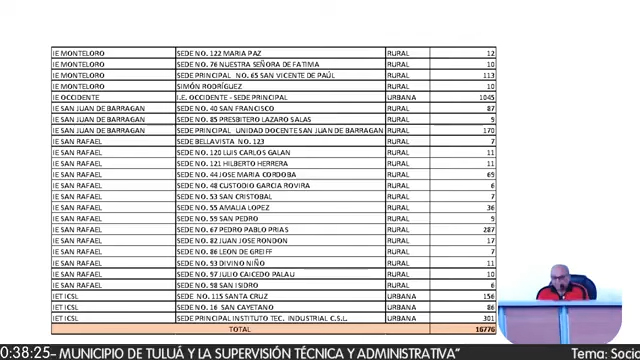 IE MONTELORO SEDE NO. 122 MARIA PAZ RURAL 12
IE MONTELORO SEDE NO. 76 NUESTRA SEÑORA DE FATIMA RURAL 10
IE MONTELORO SEDE PRINCIPAL NO. 65 SAN VICENTE DE PAÚL RURAL 113
IE MONTELORO SIMÓN RODRÍGUEZ RURAL 10
IE OCCIDENTE I.E. OCCIDENTE - SEDE PRINCIPAL URBANA 1045
IE SAN JUAN DE BARRAGAN SEDE NO. 40 SAN FRANCISCO RURAL 87
IE SAN JUAN DE BARRAGAN SEDE NO. 85 PRESBITERO LAZARO SALAS RURAL 9
IE SAN JUAN DE BARRAGAN SEDE PRINCIPAL UNIDAD DOCENTE SAN JUAN DE BARRAGAN RURAL 170
IE SAN RAFAEL SEDE BELLAVISTA NO. 123 RURAL 7
IE SAN RAFAEL SEDE NO. 120 LUIS CARLOS GALAN RURAL 11
IE SAN RAFAEL SEDE NO. 121 HILBERTO HERRERA RURAL 11
IE SAN RAFAEL SEDE NO. 44 JOSE MARIA CORDOBA RURAL 69
IE SAN RAFAEL SEDE NO. 48 CUSTODIO GARCIA ROVIRA RURAL 6
IE SAN RAFAEL SEDE NO. 53 SAN CRISTOBAL RURAL 7
IE SAN RAFAEL SEDE NO. 55 AMALIA LOPEZ RURAL 36
IE SAN RAFAEL SEDE NO. 59 SAN PEDRO RURAL 9
IE SAN RAFAEL SEDE NO. 67 PEDRO PABLO PRIAS RURAL 287
IE SAN RAFAEL SEDE NO. 82 JUAN JOSE RONDON RURAL 17
IE SAN RAFAEL SEDE NO. 86 LEON DE GREIFF RURAL 7
IE SAN RAFAEL SEDE NO. 93 DIVINO NIÑO RURAL 11
IE SAN RAFAEL SEDE NO. 97 JULIO CAICEDO PALAU RURAL 10
IE SAN RAFAEL SEDE NO. 98 SAN ISIDRO RURAL 6
IET ICSL SEDE NO. 115 SANTA CRUZ URBANA 156
IET ICSL SEDE NO. 16 SAN CAYETANO URBANA 86
IET ICSL SEDE PRINCIPAL INSTITUTO TEC. INDUSTRIAL C.S.L. URBANA 301
TOTAL 16776
0:38:25– MUNICIPIO DE TULUÁ Y LA SUPERVISIÓN TÉCNICA Y ADMINISTRATIVA" Tema: Socio